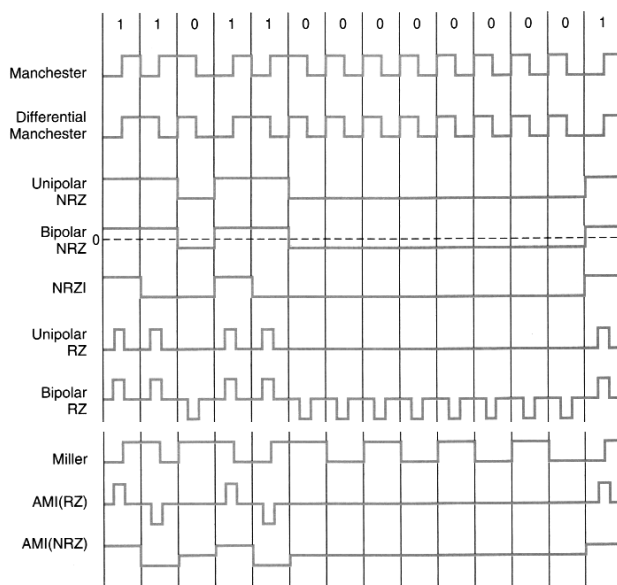 1 1 0 1 1 0 0 0 0 0 0 0 0 1
Manchester
Differential
Manchester
Unipolar
NRZ
Bipolar
0
NRZ
NRZI
Unipolar
RZ
Bipolar
RZ
Miller
AMI(RZ)
AMI(NRZ)